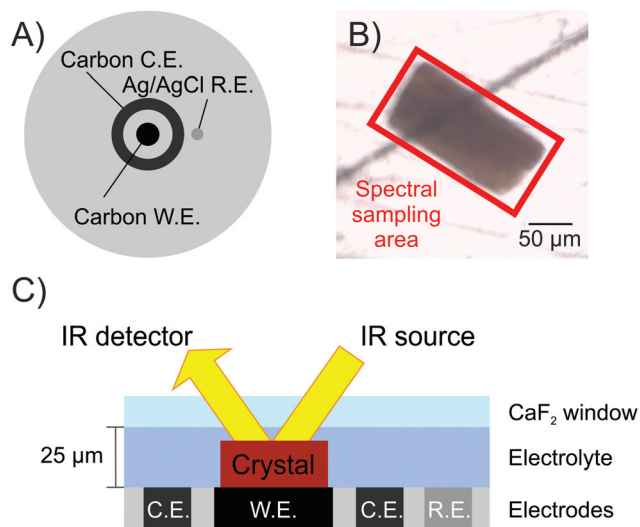 A)
Carbon C.E.
Ag/AgCl R.E.
Carbon W.E.
B)
Spectral
sampling
area
50 µm
C)
IR detector
IR source
CaF₂ window
25 µm
Crystal
Electrolyte
C.E.
W.E.
C.E.
R.E.
Electrodes